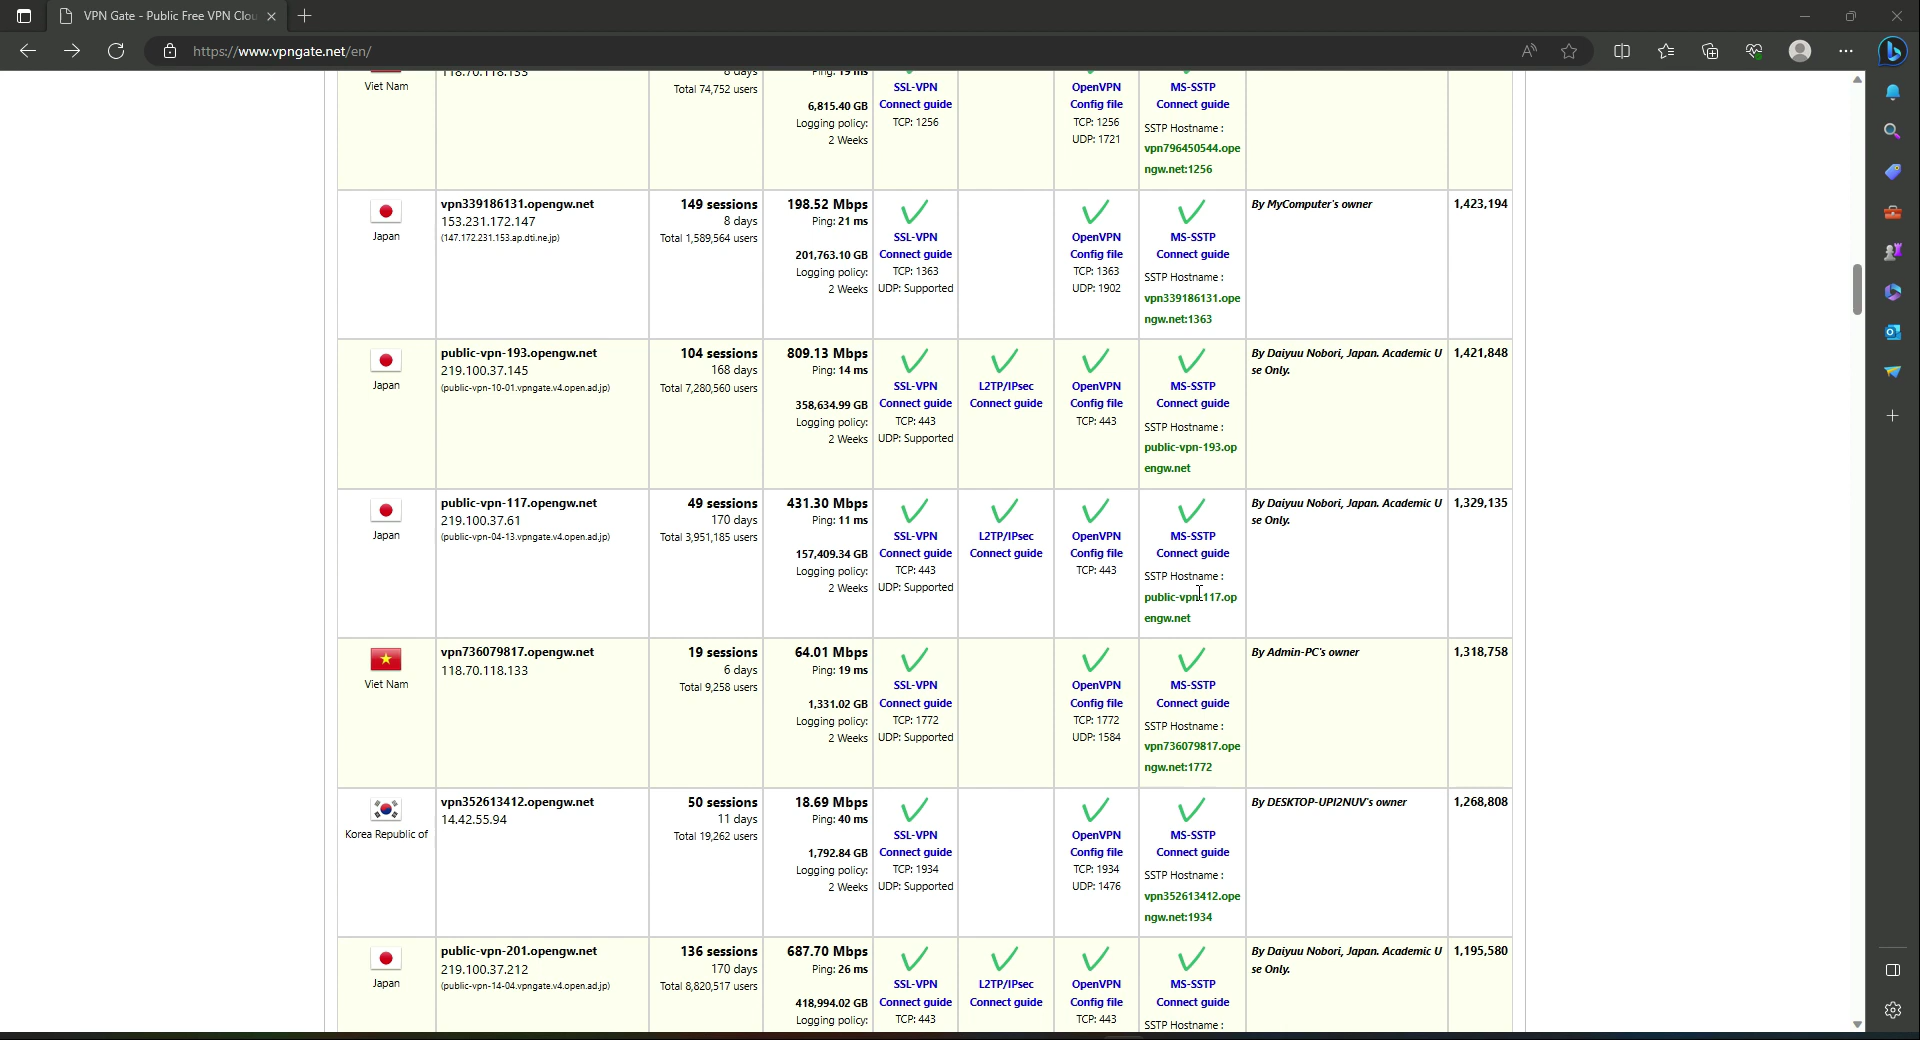 VPN Gate - Public Free VPN Clou
https://www.vpngate.net/en/
Viet Nam
118.70.118.133
6 days
Total 74,752 users
Ping: 19 ms
6,815.40 GB
Logging policy:
2 Weeks
SSL-VPN
Connect guide
TCP: 1256
OpenVPN
Config file
TCP: 1256
UDP: 1721
MS-SSTP
Connect guide
SSTP Hostname :
vpn796450544.ope
ngw.net:1256
Japan
vpn339186131.opengw.net
153.231.172.147
(147.172.231.153.ap.dti.ne.jp)
149 sessions
8 days
Total 1,589,564 users
198.52 Mbps
Ping: 21 ms
201,763.10 GB
Logging policy:
2 Weeks
SSL-VPN
Connect guide
TCP: 1363
UDP: Supported
OpenVPN
Config file
TCP: 1363
UDP: 1902
MS-SSTP
Connect guide
SSTP Hostname :
vpn339186131.ope
ngw.net:1363
By MyComputer's owner
1,423,194
Japan
public-vpn-193.opengw.net
219.100.37.145
(public-vpn-10-01.vpngate.v4.open.ad.jp)
104 sessions
168 days
Total 7,280,560 users
809.13 Mbps
Ping: 14 ms
358,634.99 GB
Logging policy:
2 Weeks
SSL-VPN
Connect guide
TCP: 443
UDP: Supported
L2TP/IPsec
Connect guide
OpenVPN
Config file
TCP: 443
MS-SSTP
Connect guide
SSTP Hostname :
public-vpn-193.op
engw.net
By Daiyuu Nobori, Japan. Academic U
se Only.
1,421,848
Japan
public-vpn-117.opengw.net
219.100.37.61
(public-vpn-04-13.vpngate.v4.open.ad.jp)
49 sessions
170 days
Total 3,951,185 users
431.30 Mbps
Ping: 11 ms
157,409.34 GB
Logging policy:
2 Weeks
SSL-VPN
Connect guide
TCP: 443
UDP: Supported
L2TP/IPsec
Connect guide
OpenVPN
Config file
TCP: 443
MS-SSTP
Connect guide
SSTP Hostname :
public-vpn-117.op
engw.net
By Daiyuu Nobori, Japan. Academic U
se Only.
1,329,135
Viet Nam
vpn736079817.opengw.net
118.70.118.133
19 sessions
6 days
Total 9,258 users
64.01 Mbps
Ping: 19 ms
1,331.02 GB
Logging policy:
2 Weeks
SSL-VPN
Connect guide
TCP: 1772
UDP: Supported
OpenVPN
Config file
TCP: 1772
UDP: 1584
MS-SSTP
Connect guide
SSTP Hostname :
vpn736079817.ope
ngw.net:1772
By Admin-PC's owner
1,318,758
Korea Republic of
vpn352613412.opengw.net
14.42.55.94
50 sessions
11 days
Total 19,262 users
18.69 Mbps
Ping: 40 ms
1,792.84 GB
Logging policy:
2 Weeks
SSL-VPN
Connect guide
TCP: 1934
UDP: Supported
OpenVPN
Config file
TCP: 1934
UDP: 1476
MS-SSTP
Connect guide
SSTP Hostname :
vpn352613412.ope
ngw.net:1934
By DESKTOP-UPI2NUV's owner
1,268,808
Japan
public-vpn-201.opengw.net
219.100.37.212
(public-vpn-14-04.vpngate.v4.open.ad.jp)
136 sessions
170 days
Total 8,820,517 users
687.70 Mbps
Ping: 26 ms
418,994.02 GB
Logging policy:
SSL-VPN
Connect guide
TCP: 443
L2TP/IPsec
Connect guide
OpenVPN
Config file
TCP: 443
MS-SSTP
Connect guide
SSTP Hostname :
By Daiyuu Nobori, Japan. Academic U
se Only.
1,195,580